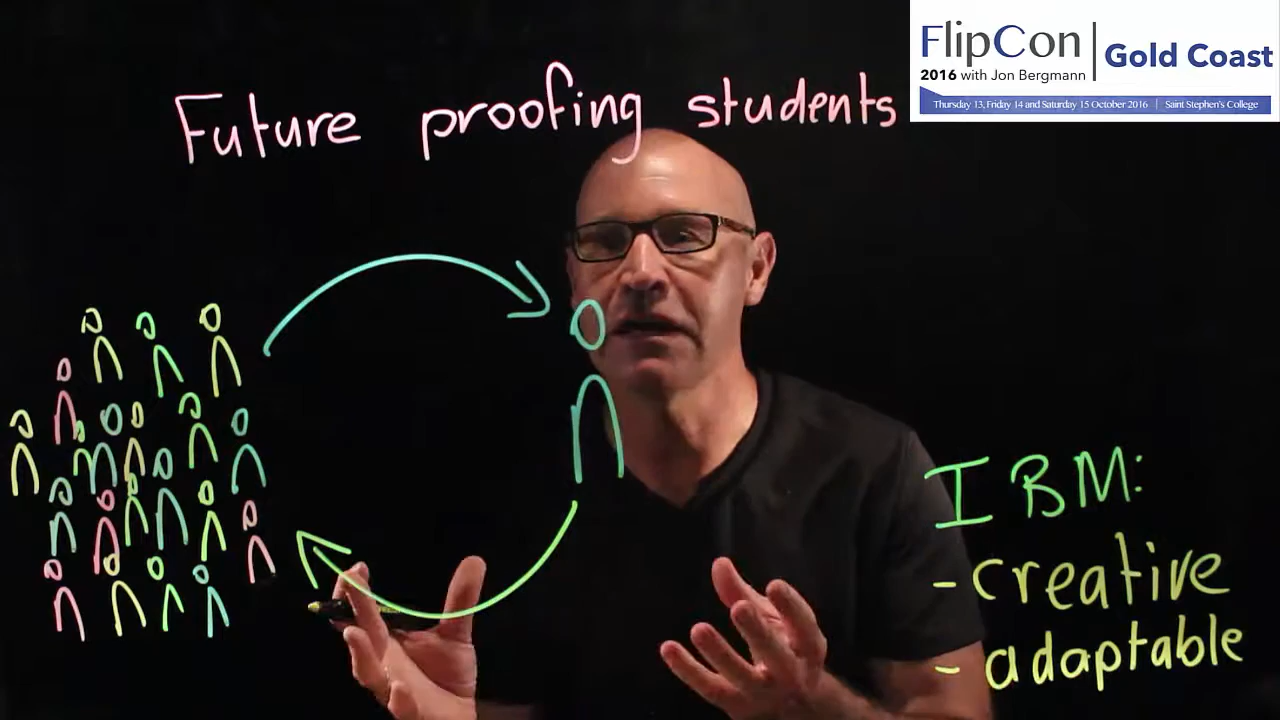 FlipCon
Gold Coast
2016 with Jon Bergmann
Thursday 13, Friday 14 and Saturday 15 October 2016 | Saint Stephen's College
Future proofing students
IBM:
- creative
- adaptable